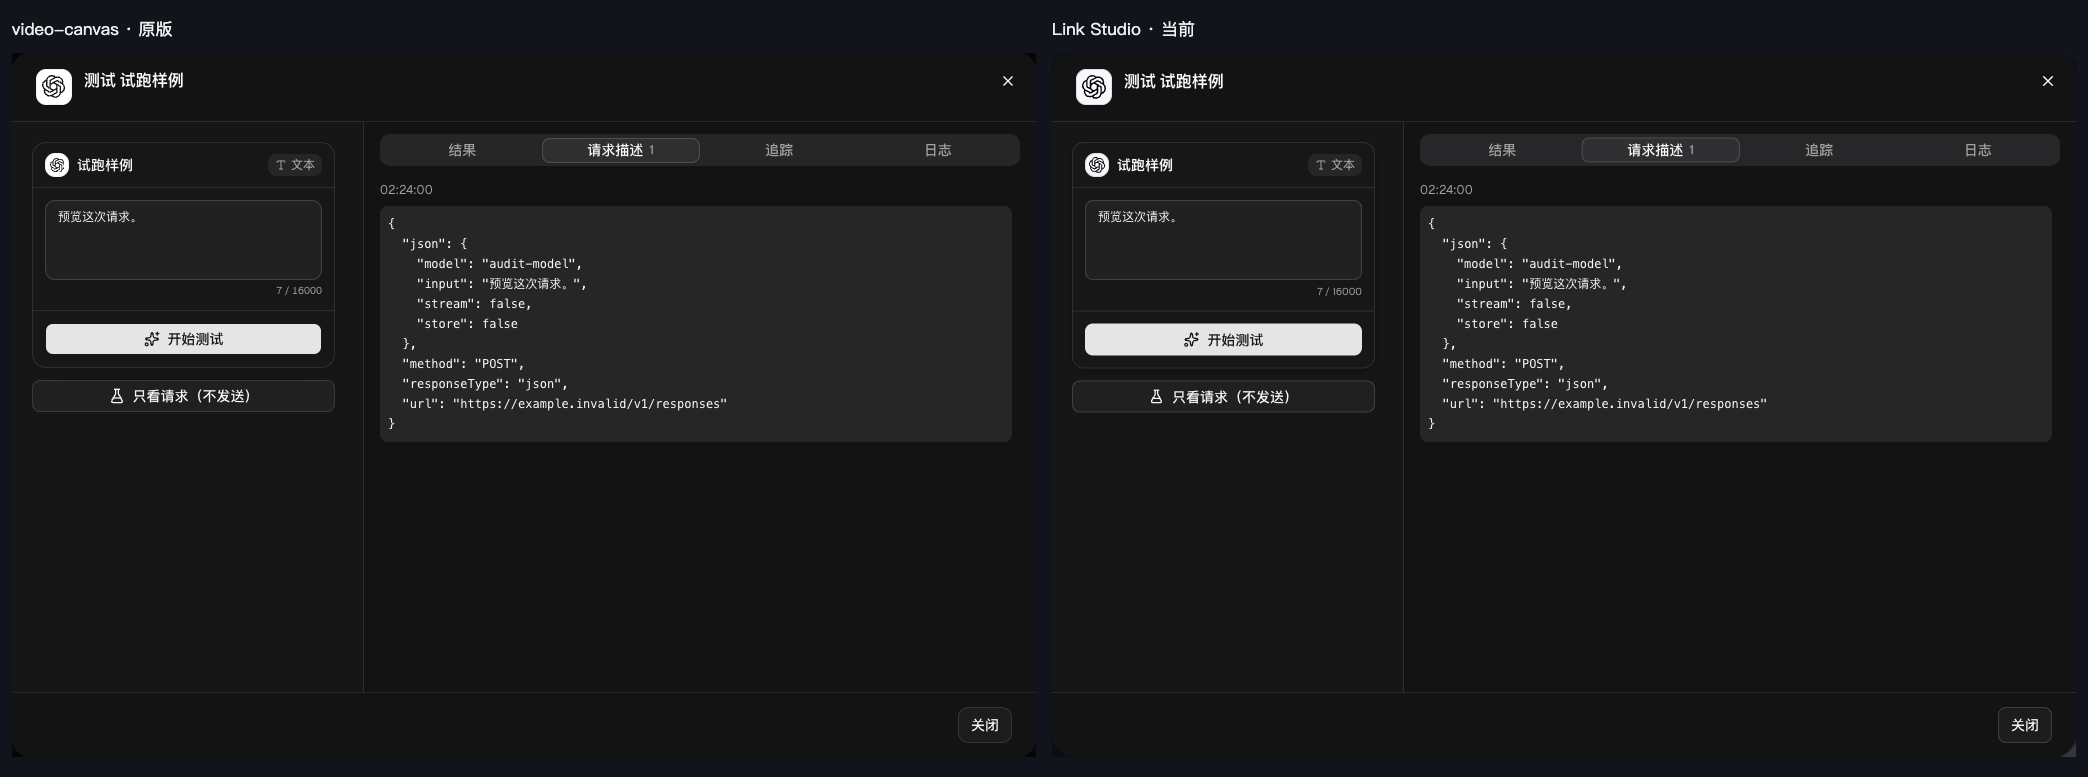 video-canvas · 原版
测试 试跑样例
试跑样例
文本
预览这次请求。
7 / 16000
开始测试
只看请求（不发送）
结果
请求描述 1
追踪
日志
02:24:00
{
  "json": {
    "model": "audit-model",
    "input": "预览这次请求。",
    "stream": false,
    "store": false
  },
  "method": "POST",
  "responseType": "json",
  "url": "https://example.invalid/v1/responses"
}
关闭
Link Studio · 当前
测试 试跑样例
试跑样例
文本
预览这次请求。
7 / 16000
开始测试
只看请求（不发送）
结果
请求描述 1
追踪
日志
02:24:00
{
  "json": {
    "model": "audit-model",
    "input": "预览这次请求。",
    "stream": false,
    "store": false
  },
  "method": "POST",
  "responseType": "json",
  "url": "https://example.invalid/v1/responses"
}
关闭